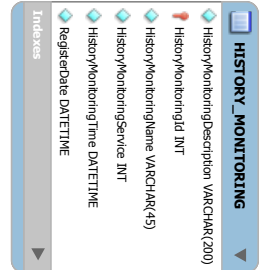 HISTORY_MONITORING
HistoryMonitoringDescription VARCHAR(200)
HistoryMonitoringId INT
HistoryMonitoringName VARCHAR(45)
HistoryMonitoringService INT
HistoryMonitoringTime DATETIME
RegisterDate DATETIME
Indexes